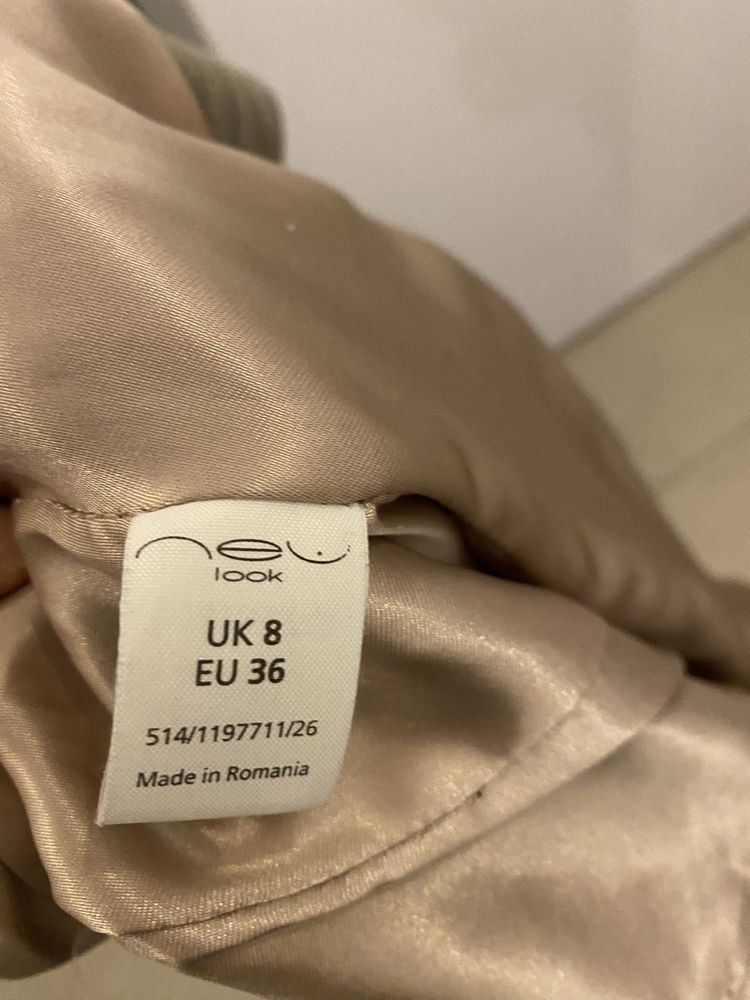 new
look
UK 8
EU 36
514/1197711/26
Made in Romania